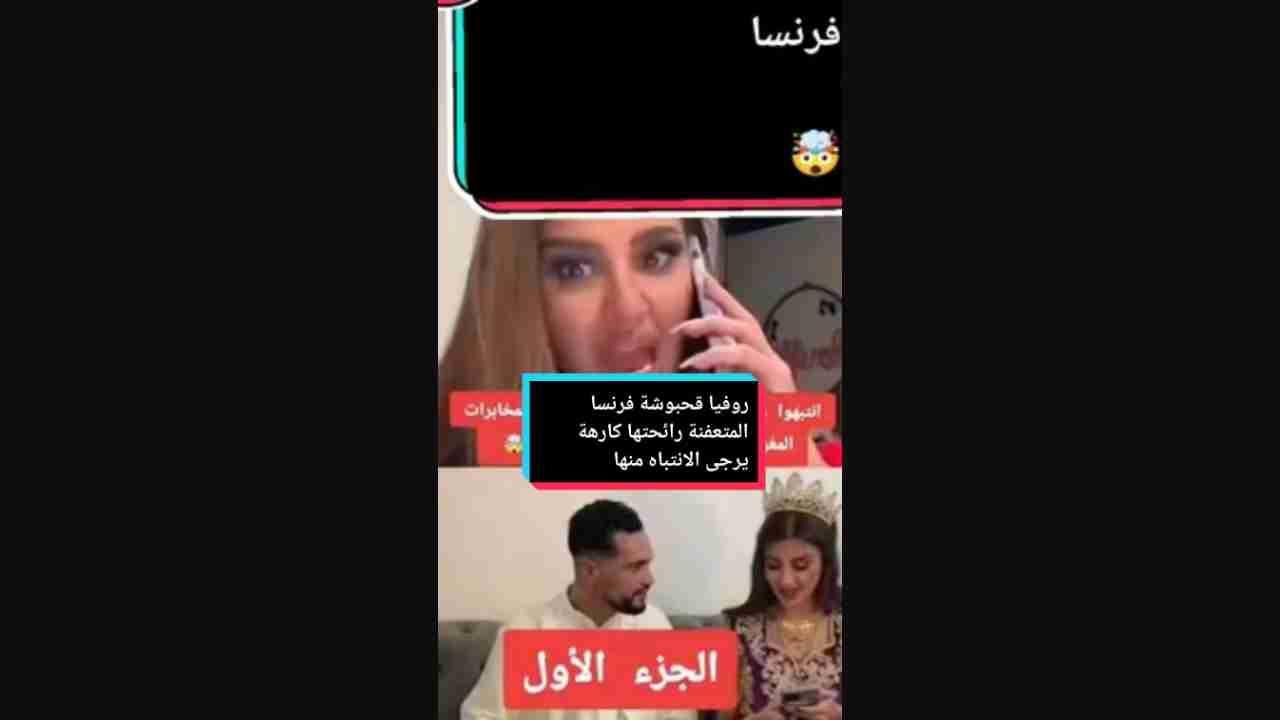 فرنسا
🤯
روفيا قحبوشة فرنسا
المتعفنة رائحتها كارهة
يرجى الانتباه منها
انتبهوا
الجزء الأول